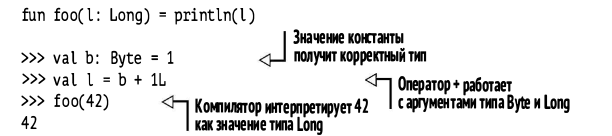 fun foo(l: Long) = println(l)
Значение константы
получит корректный тип
>>> val b: Byte = 1
>>> val l = b + 1L
Оператор + работает
с аргументами типа Byte и Long
>>> foo(42)
Компилятор интерпретирует 42
как значение типа Long
42